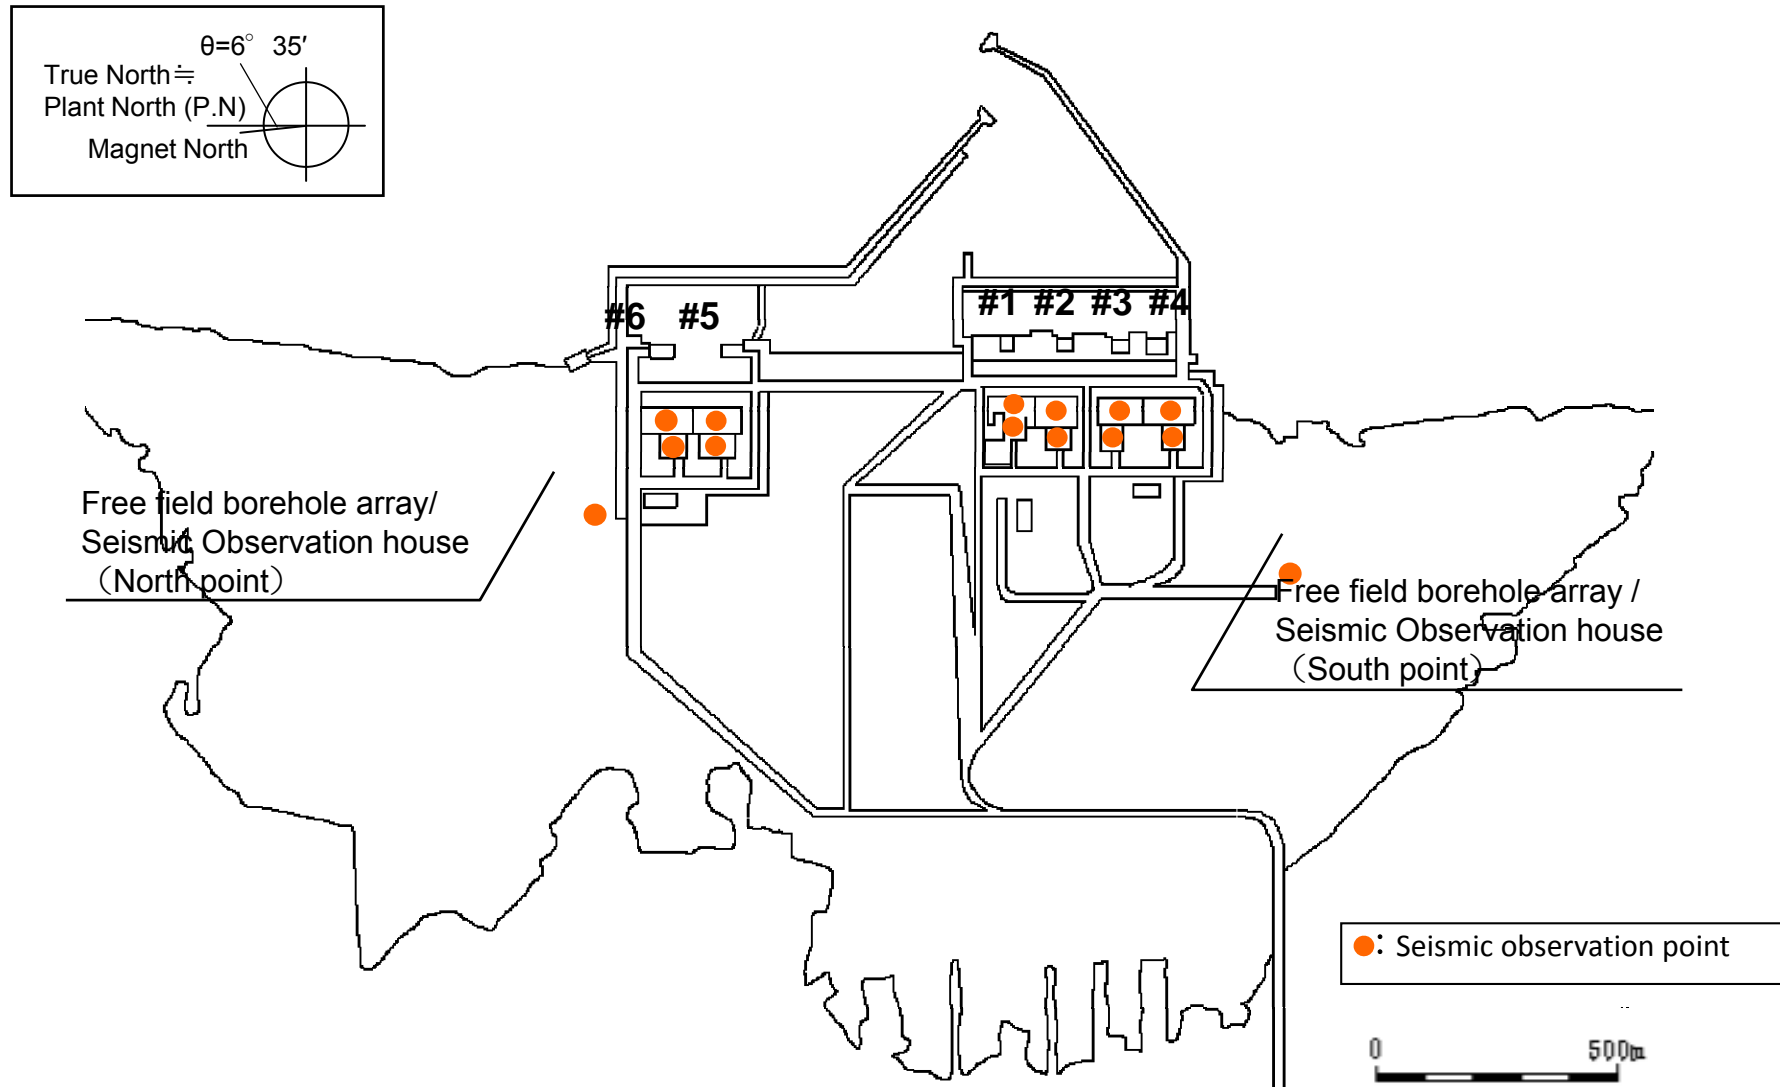 θ=6° 35′
True North≒
Plant North (P.N)
Magnet North
#6 #5 #1 #2 #3 #4
Free field borehole array/
Seismic Observation house
（North point）
Free field borehole array /
Seismic Observation house
（South point）
: Seismic observation point
0 500m